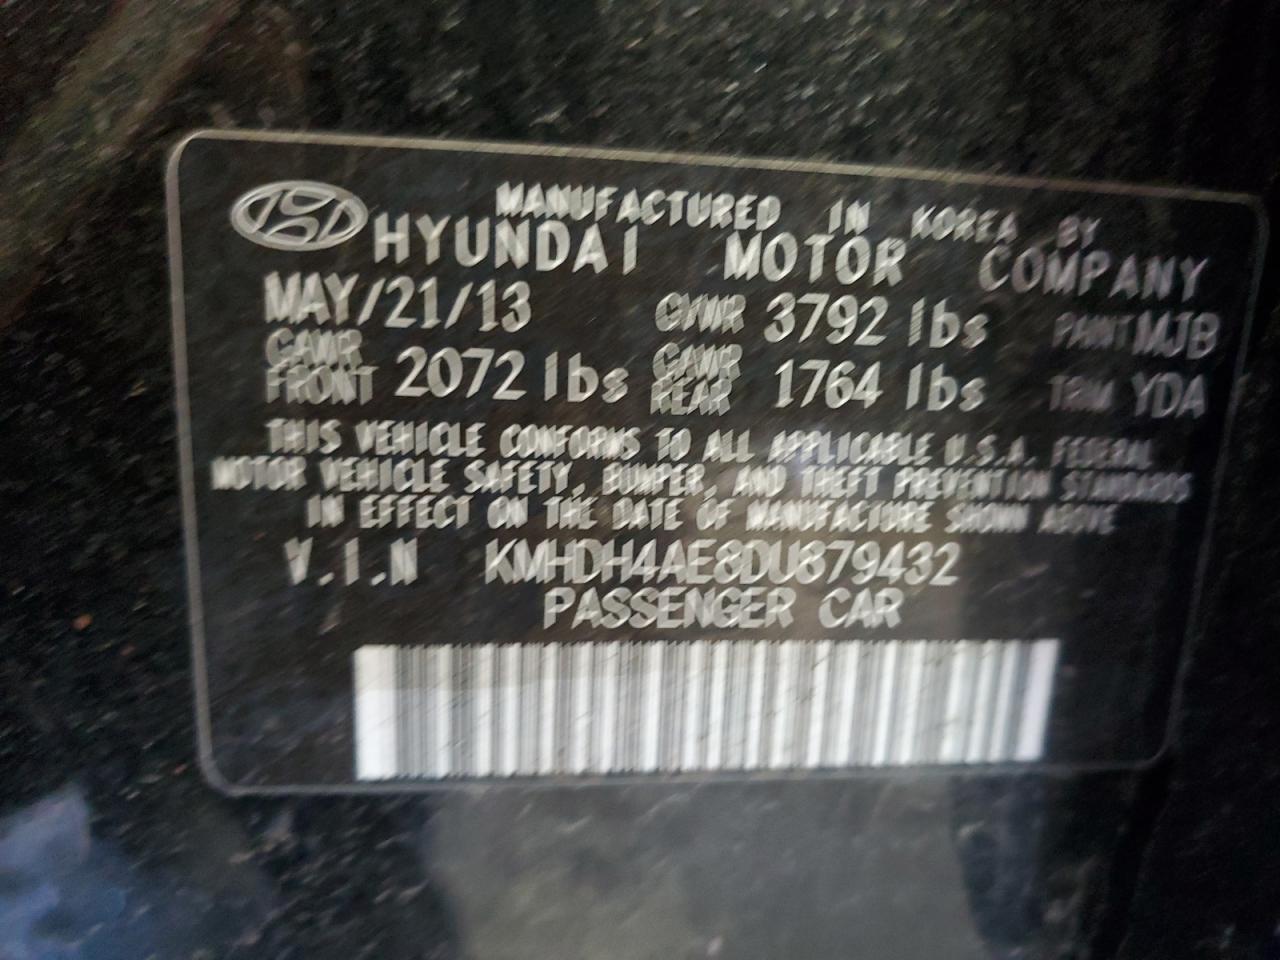 MANUFACTURED IN KOREA BY
HYUNDAI MOTOR COMPANY
MAY/21/13 GVWR 3792 lbs PAINT MJB
GAWR FRONT 2072 lbs GAWR REAR 1764 lbs TRIM YDA
THIS VEHICLE CONFORMS TO ALL APPLICABLE U.S.A. FEDERAL
MOTOR VEHICLE SAFETY, BUMPER, AND THEFT PREVENTION STANDARDS
IN EFFECT ON THE DATE OF MANUFACTURE SHOWN ABOVE
V.I.N KMHDH4AE8DU879432
PASSENGER CAR